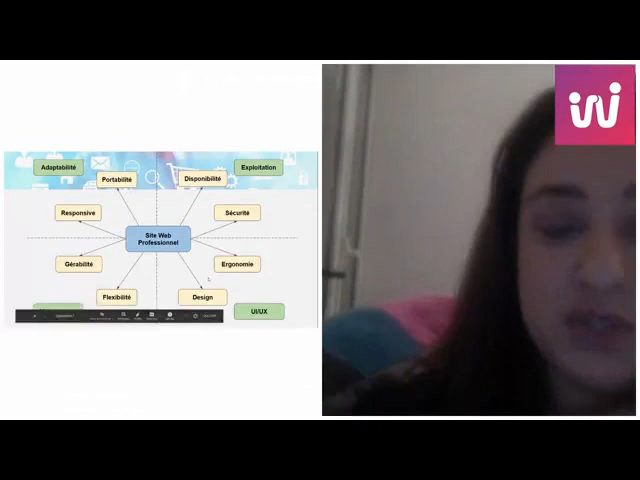 Adaptabilité
Exploitation
Portabilité
Disponibilité
Responsive
Sécurité
Site Web
Professionnel
Gérabilité
Ergonomie
Flexibilité
Design
UI/UX